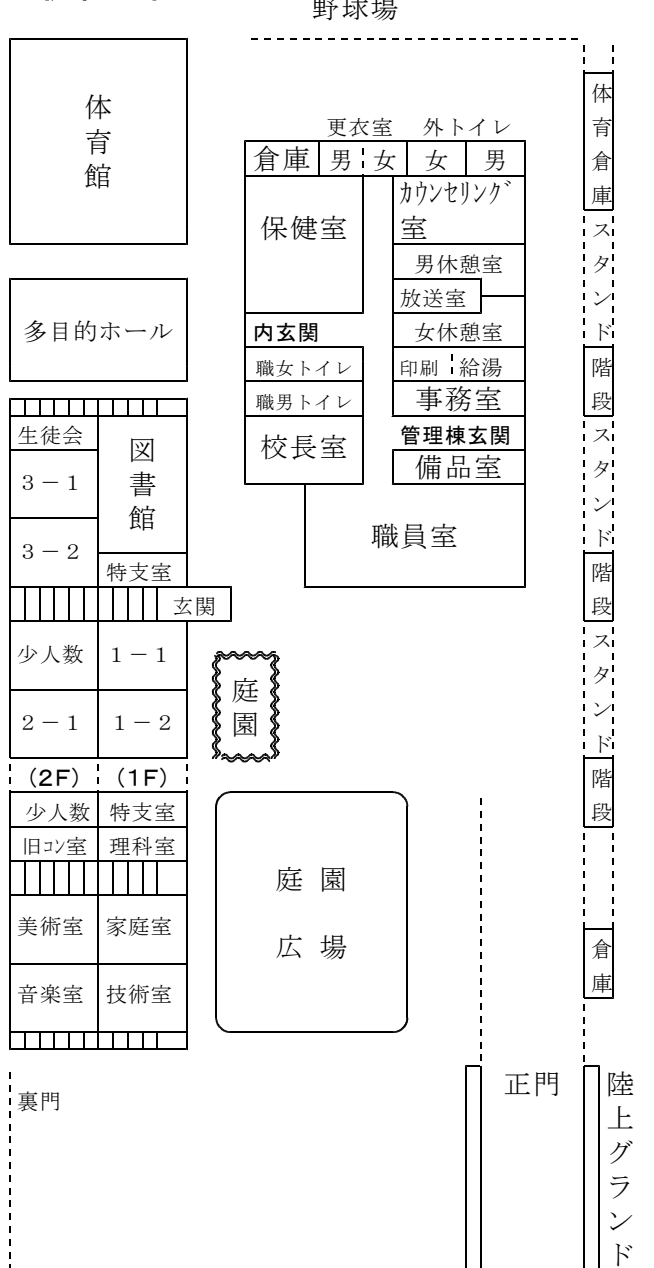 野球場
体育館
更衣室 外トイレ
倉庫 男 女 女 男
保健室
カウンセリング室
男休憩室
放送室
多目的ホール
内玄関
女休憩室
職女トイレ
印刷 給湯
職男トイレ
事務室
校長室
管理棟玄関
備品室
職員室
生徒会
図書館
3-1
3-2
特支室
玄関
少人数 1-1
2-1 1-2
庭園
(2F) (1F)
少人数 特支室
旧コン室 理科室
美術室 家庭室
音楽室 技術室
庭園
広場
体育倉庫
スタンド
階段
スタンド
階段
スタンド
階段
倉庫
裏門
正門
陸上グランド